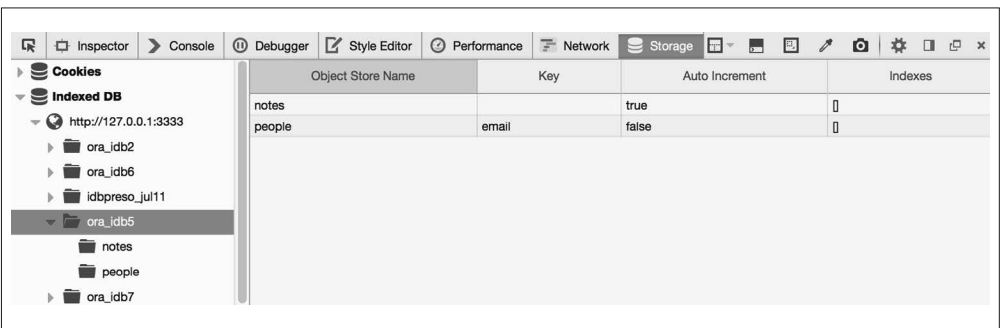 Inspector Console Debugger Style Editor Performance Network Storage
Cookies
Indexed DB
http://127.0.0.1:3333
ora_idb2
ora_idb6
idbpreso_jul11
ora_idb5
notes
people
ora_idb7
Object Store Name Key Auto Increment Indexes
notes true []
people email false []